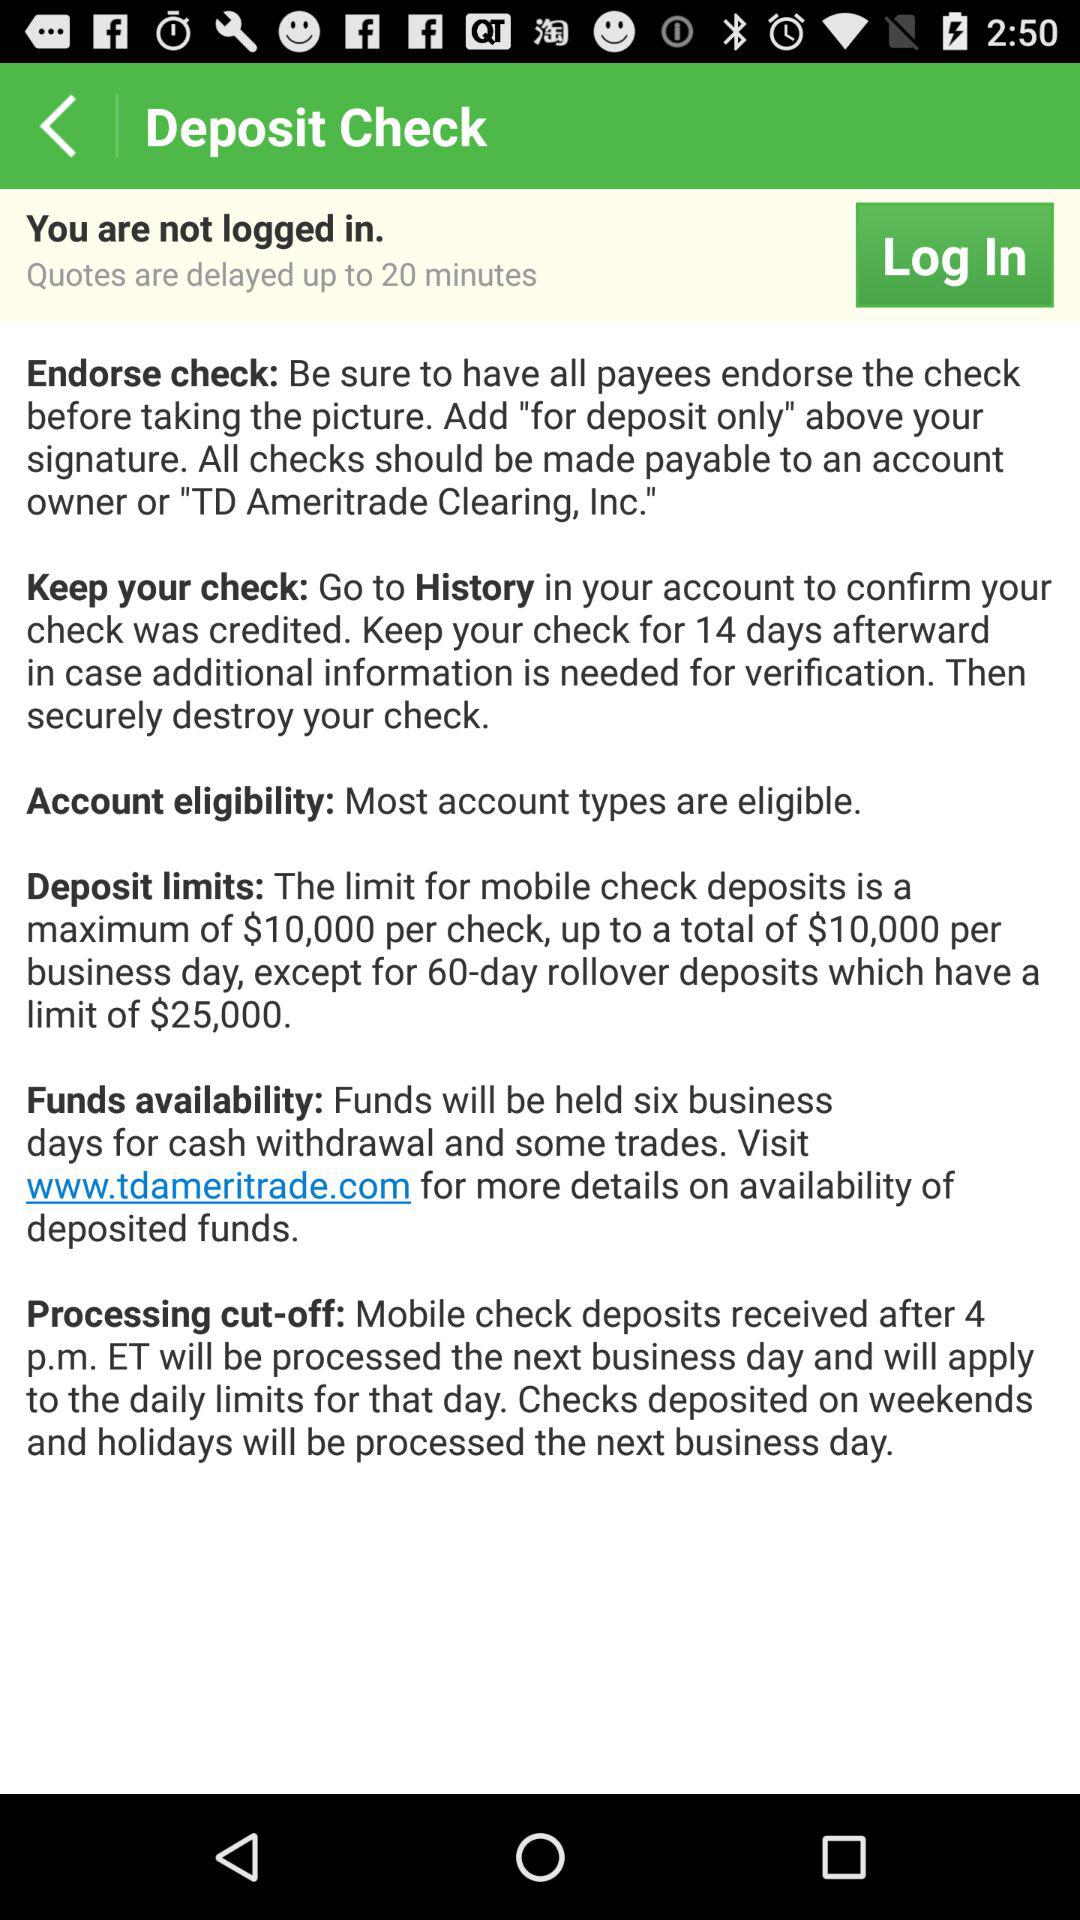 QT 淘 2:50
Deposit Check
You are not logged in.
Quotes are delayed up to 20 minutes
Log In
Endorse check: Be sure to have all payees endorse the check
before taking the picture. Add "for deposit only" above your
signature. All checks should be made payable to an account
owner or "TD Ameritrade Clearing, Inc."
Keep your check: Go to History in your account to confirm your
check was credited. Keep your check for 14 days afterward
in case additional information is needed for verification. Then
securely destroy your check.
Account eligibility: Most account types are eligible.
Deposit limits: The limit for mobile check deposits is a
maximum of $10,000 per check, up to a total of $10,000 per
business day, except for 60-day rollover deposits which have a
limit of $25,000.
Funds availability: Funds will be held six business
days for cash withdrawal and some trades. Visit
www.tdameritrade.com for more details on availability of
deposited funds.
Processing cut-off: Mobile check deposits received after 4
p.m. ET will be processed the next business day and will apply
to the daily limits for that day. Checks deposited on weekends
and holidays will be processed the next business day.